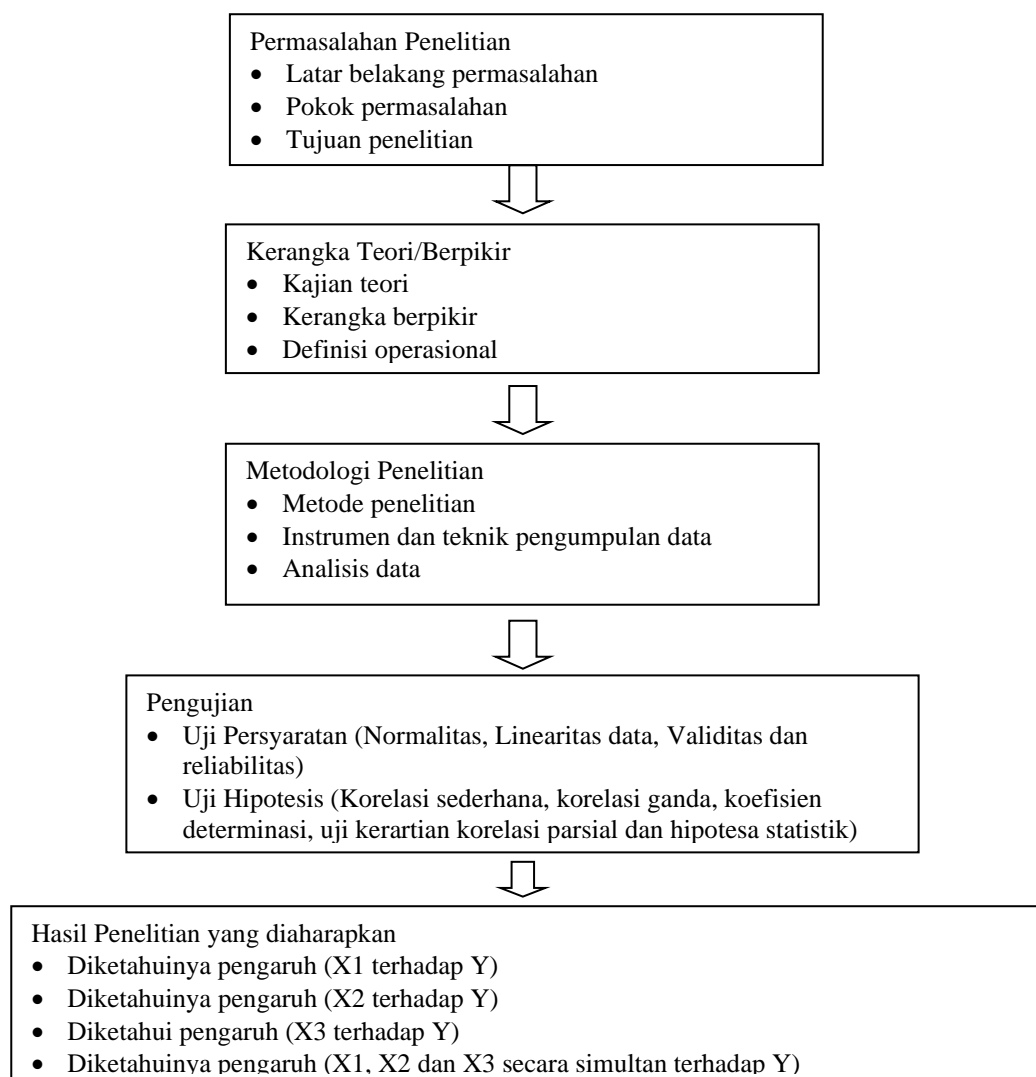 Permasalahan Penelitian
• Latar belakang permasalahan
• Pokok permasalahan
• Tujuan penelitian
Kerangka Teori/Berpikir
• Kajian teori
• Kerangka berpikir
• Definisi operasional
Metodologi Penelitian
• Metode penelitian
• Instrumen dan teknik pengumpulan data
• Analisis data
Pengujian
• Uji Persyaratan (Normalitas, Linearitas data, Validitas dan
reliabilitas)
• Uji Hipotesis (Korelasi sederhana, korelasi ganda, koefisien
determinasi, uji kerartian korelasi parsial dan hipotesa statistik)
Hasil Penelitian yang diaharapkan
• Diketahuinya pengaruh (X1 terhadap Y)
• Diketahuinya pengaruh (X2 terhadap Y)
• Diketahui pengaruh (X3 terhadap Y)
• Diketahuinya pengaruh (X1, X2 dan X3 secara simultan terhadap Y)